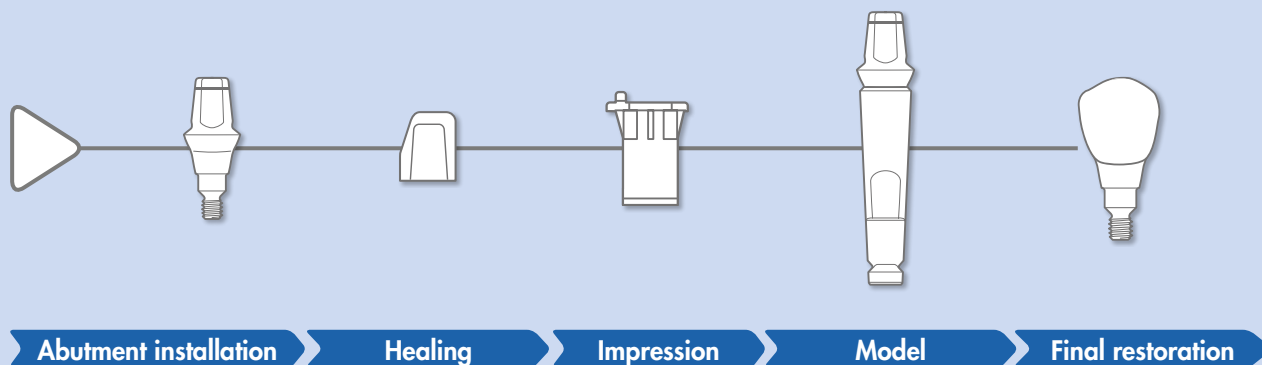 Abutment installation
Healing
Impression
Model
Final restoration